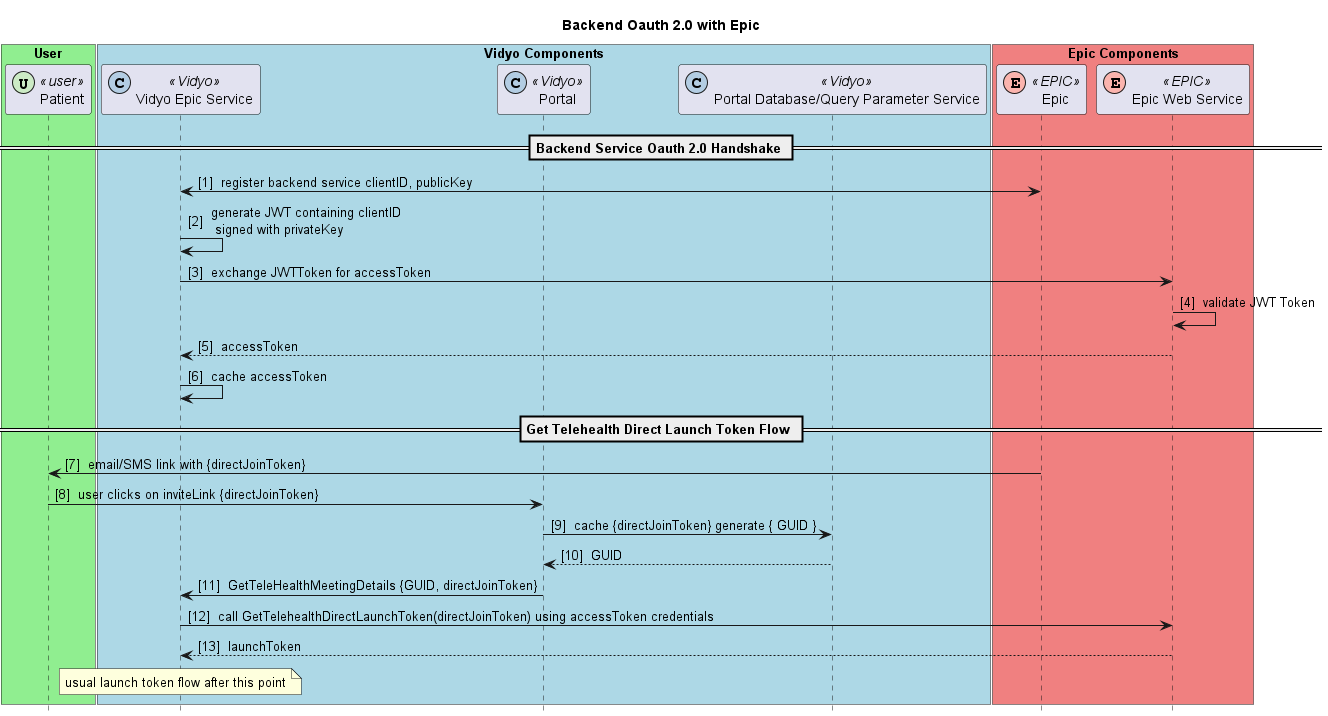 Backend Oauth 2.0 with Epic
User
Vidyo Components
Epic Components
U «user»
Patient
C «Vidyo»
Vidyo Epic Service
C «Vidyo»
Portal
C «Vidyo»
Portal Database/Query Parameter Service
E «EPIC»
Epic
E «EPIC»
Epic Web Service
Backend Service Oauth 2.0 Handshake
[1] register backend service clientID, publicKey
[2] generate JWT containing clientID
signed with privateKey
[3] exchange JWTToken for accessToken
[4] validate JWT Token
[5] accessToken
[6] cache accessToken
Get Telehealth Direct Launch Token Flow
[7] email/SMS link with {directJoinToken}
[8] user clicks on inviteLink {directJoinToken}
[9] cache {directJoinToken} generate { GUID }
[10] GUID
[11] GetTeleHealthMeetingDetails {GUID, directJoinToken}
[12] call GetTelehealthDirectLaunchToken(directJoinToken) using accessToken credentials
[13] launchToken
usual launch token flow after this point